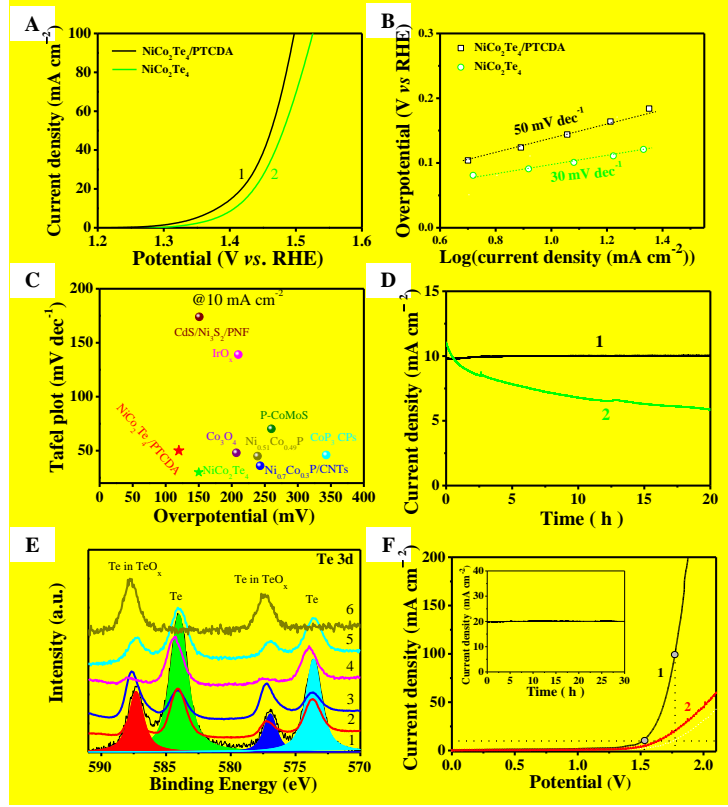 A
Current density (mA cm⁻²)
100
80
60
40
20
0
NiCo₂Te₄/PTCDA
NiCo₂Te₄
1
2
1.2 1.3 1.4 1.5 1.6
Potential (V vs. RHE)
B
Overpotential (V vs RHE)
0.3
0.2
0.1
0.0
NiCo₂Te₄/PTCDA
NiCo₂Te₄
50 mV dec⁻¹
30 mV dec⁻¹
0.6 0.9 1.2 1.5
Log(current density (mA cm⁻²))
C
Tafel plot (mV dec⁻¹)
200
150
100
50
@10 mA cm⁻²
CdS/Ni₃S₂/PNF
IrOₓ
P-CoMoS
NiCo₂Te₄/PTCDA
Co₃O₄
Ni₀.₅₁Co₀.₄₉P
CoP₂ CPs
NiCo₂Te₄
Ni₀.₇Co₀.₃P/CNTs
0 50 100 150 200 250 300 350 400
Overpotential (mV)
D
Current density (mA cm⁻²)
15
10
5
0
1
2
0 5 10 15 20
Time ( h )
E
Intensity (a.u.)
Te 3d
Te in TeOₓ
Te
Te in TeOₓ
Te
6
5
4
3
2
1
590 585 580 575 570
Binding Energy (eV)
F
Current density (mA cm⁻²)
200
150
100
50
0
Current density (mA cm⁻²)
40
30
20
10
0
0 5 10 15 20 25 30
Time ( h )
1
2
0.0 0.5 1.0 1.5 2.0
Potential (V)